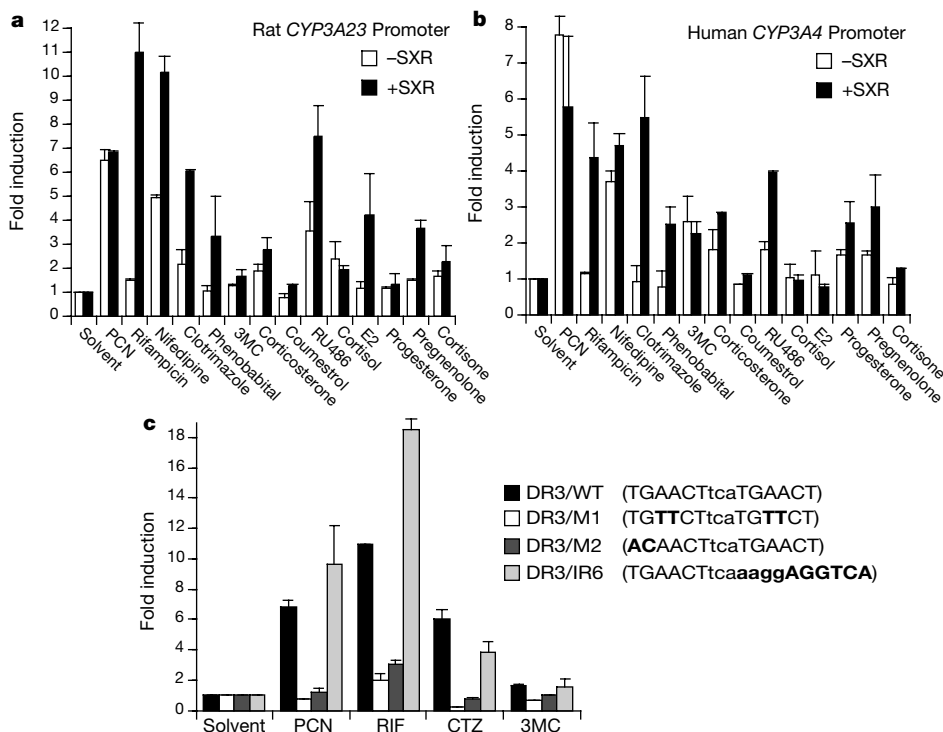 a
Rat CYP3A23 Promoter
–SXR
+SXR
Fold induction
12
11
10
9
8
7
6
5
4
3
2
1
0
Solvent
PCN
Rifampicin
Nifedipine
Clotrimazole
Phenobabital
3MC
Corticosterone
Coumestrol
RU486
Cortisol
E2
Progesterone
Pregnenolone
Cortisone
b
Human CYP3A4 Promoter
–SXR
+SXR
Fold induction
8
7
6
5
4
3
2
1
0
Solvent
PCN
Rifampicin
Nifedipine
Clotrimazole
Phenobabital
3MC
Corticosterone
Coumestrol
RU486
Cortisol
E2
Progesterone
Pregnenolone
Cortisone
c
Fold induction
18
16
14
12
10
8
6
4
2
0
Solvent PCN RIF CTZ 3MC
DR3/WT (TGAACTtcaTGAACT)
DR3/M1 (TGTTCTtcaTGTTCT)
DR3/M2 (ACAACTtcaTGAACT)
DR3/IR6 (TGAACTtcaaaggAGGTCA)